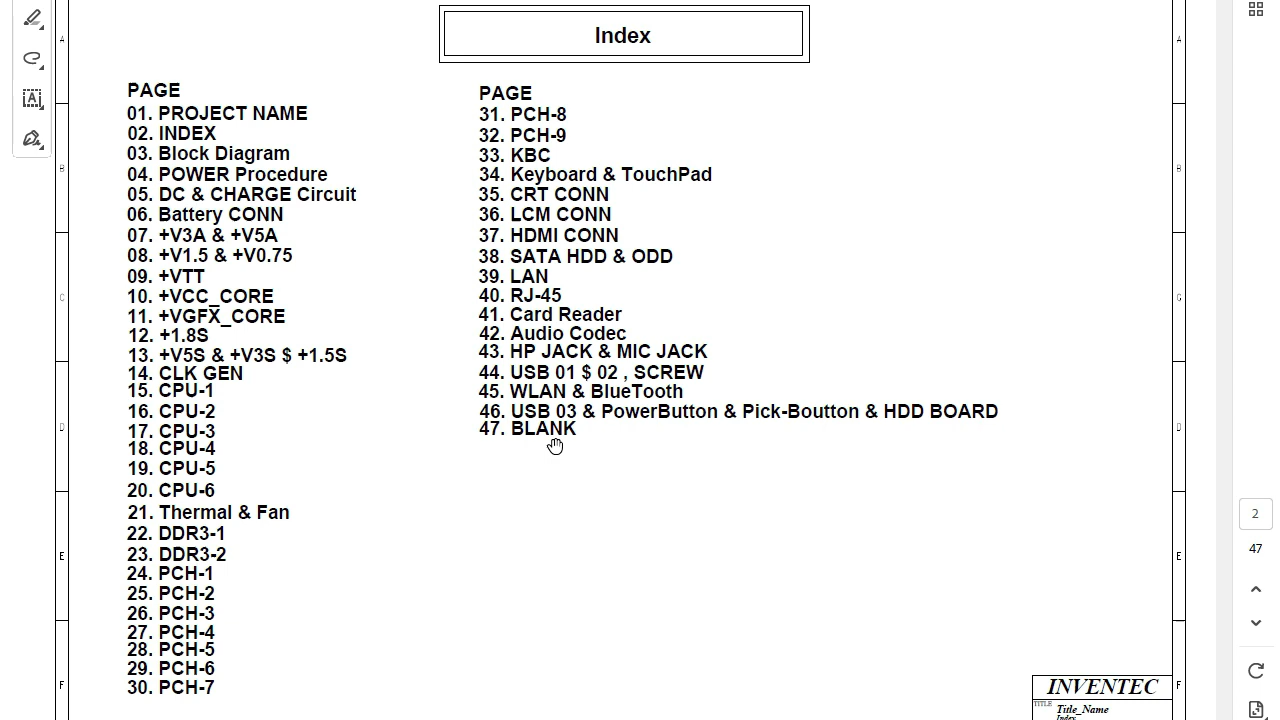 Index
PAGE
01. PROJECT NAME
02. INDEX
03. Block Diagram
04. POWER Procedure
05. DC & CHARGE Circuit
06. Battery CONN
07. +V3A & +V5A
08. +V1.5 & +V0.75
09. +VTT
10. +VCC_CORE
11. +VGFX_CORE
12. +1.8S
13. +V5S & +V3S $ +1.5S
14. CLK GEN
15. CPU-1
16. CPU-2
17. CPU-3
18. CPU-4
19. CPU-5
20. CPU-6
21. Thermal & Fan
22. DDR3-1
23. DDR3-2
24. PCH-1
25. PCH-2
26. PCH-3
27. PCH-4
28. PCH-5
29. PCH-6
30. PCH-7
PAGE
31. PCH-8
32. PCH-9
33. KBC
34. Keyboard & TouchPad
35. CRT CONN
36. LCM CONN
37. HDMI CONN
38. SATA HDD & ODD
39. LAN
40. RJ-45
41. Card Reader
42. Audio Codec
43. HP JACK & MIC JACK
44. USB 01 $ 02 , SCREW
45. WLAN & BlueTooth
46. USB 03 & PowerButton & Pick-Boutton & HDD BOARD
47. BLANK
A
B
C
D
E
F
A
B
C
D
E
F
INVENTEC
TITLE
Title_Name
Index
2
47